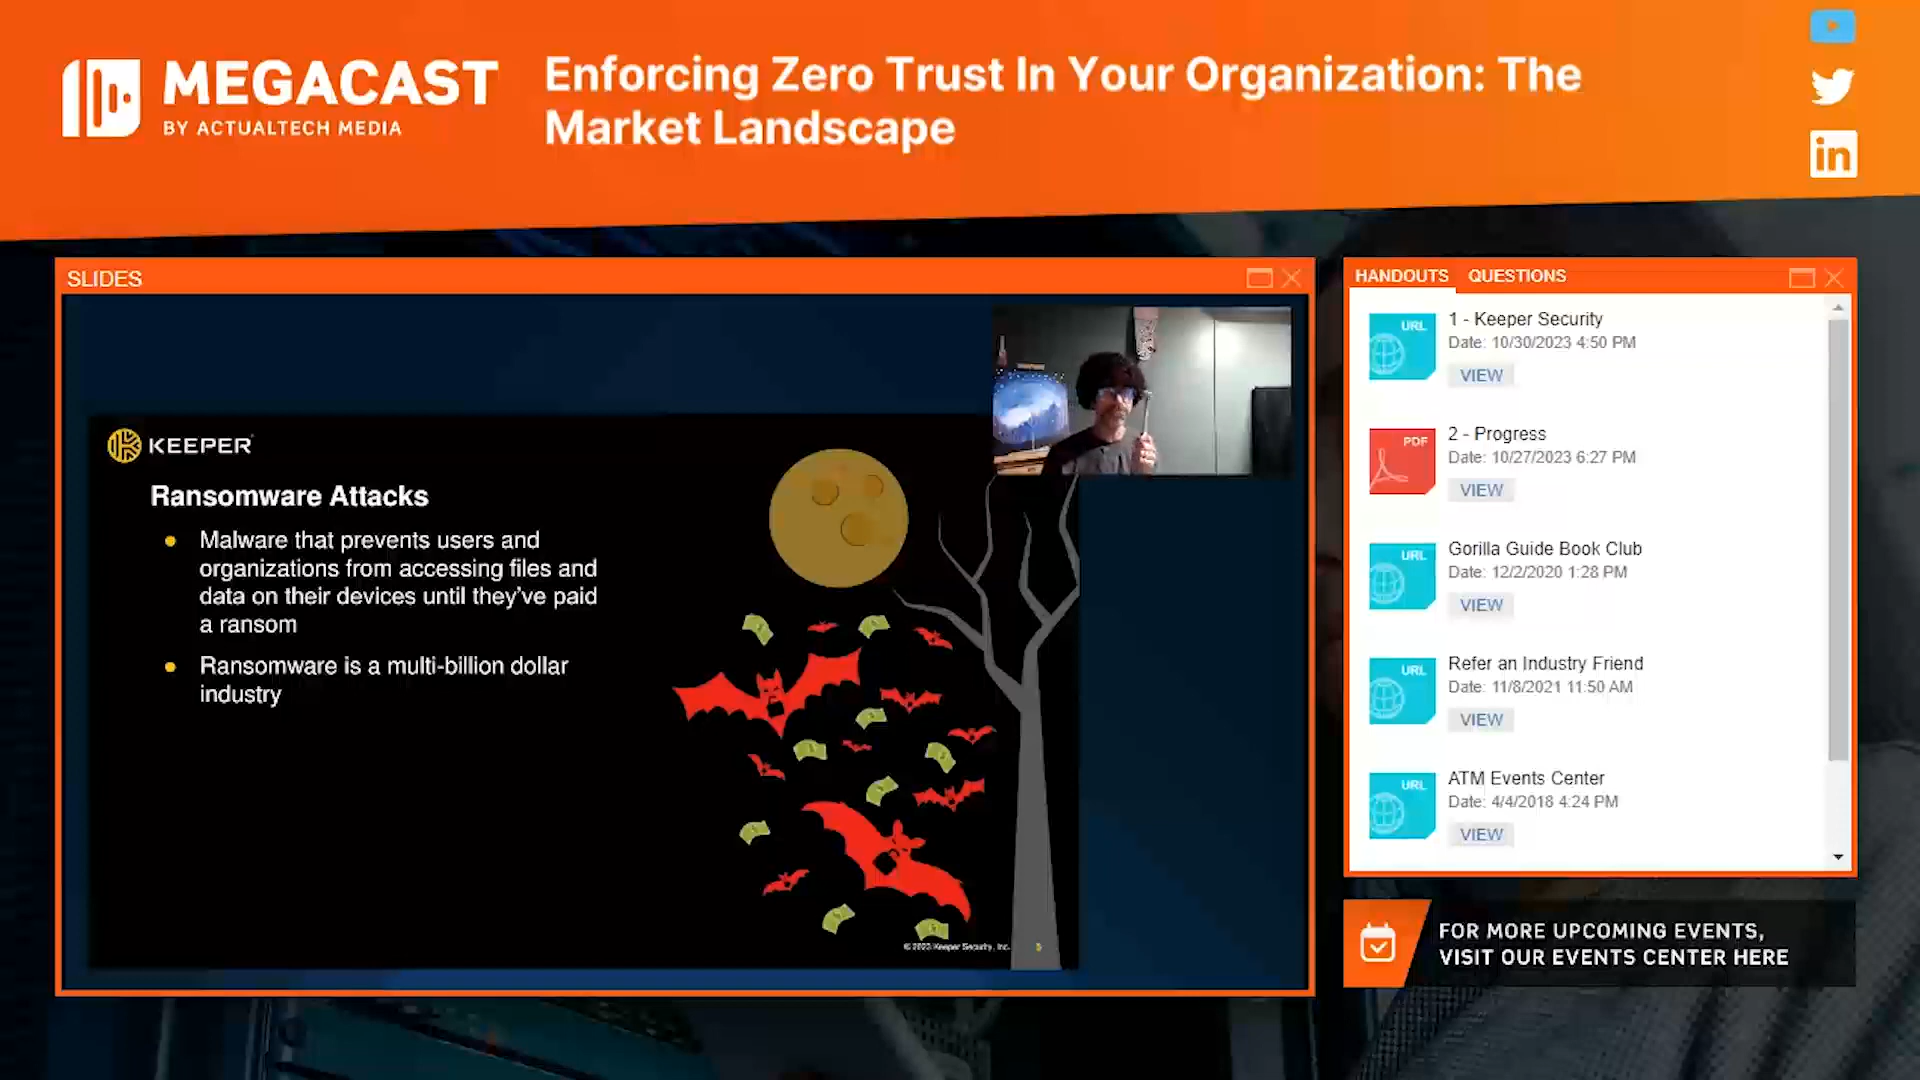 MEGACAST
BY ACTUALTECH MEDIA
Enforcing Zero Trust In Your Organization: The
Market Landscape
in
SLIDES
KEEPER
Ransomware Attacks
Malware that prevents users and
organizations from accessing files and
data on their devices until they've paid
a ransom
Ransomware is a multi-billion dollar
industry
© 2023 Keeper Security, Inc.
HANDOUTS QUESTIONS
URL
1 - Keeper Security
Date: 10/30/2023 4:50 PM
VIEW
PDF
2 - Progress
Date: 10/27/2023 6:27 PM
VIEW
URL
Gorilla Guide Book Club
Date: 12/2/2020 1:28 PM
VIEW
URL
Refer an Industry Friend
Date: 11/8/2021 11:50 AM
VIEW
URL
ATM Events Center
Date: 4/4/2018 4:24 PM
VIEW
FOR MORE UPCOMING EVENTS,
VISIT OUR EVENTS CENTER HERE